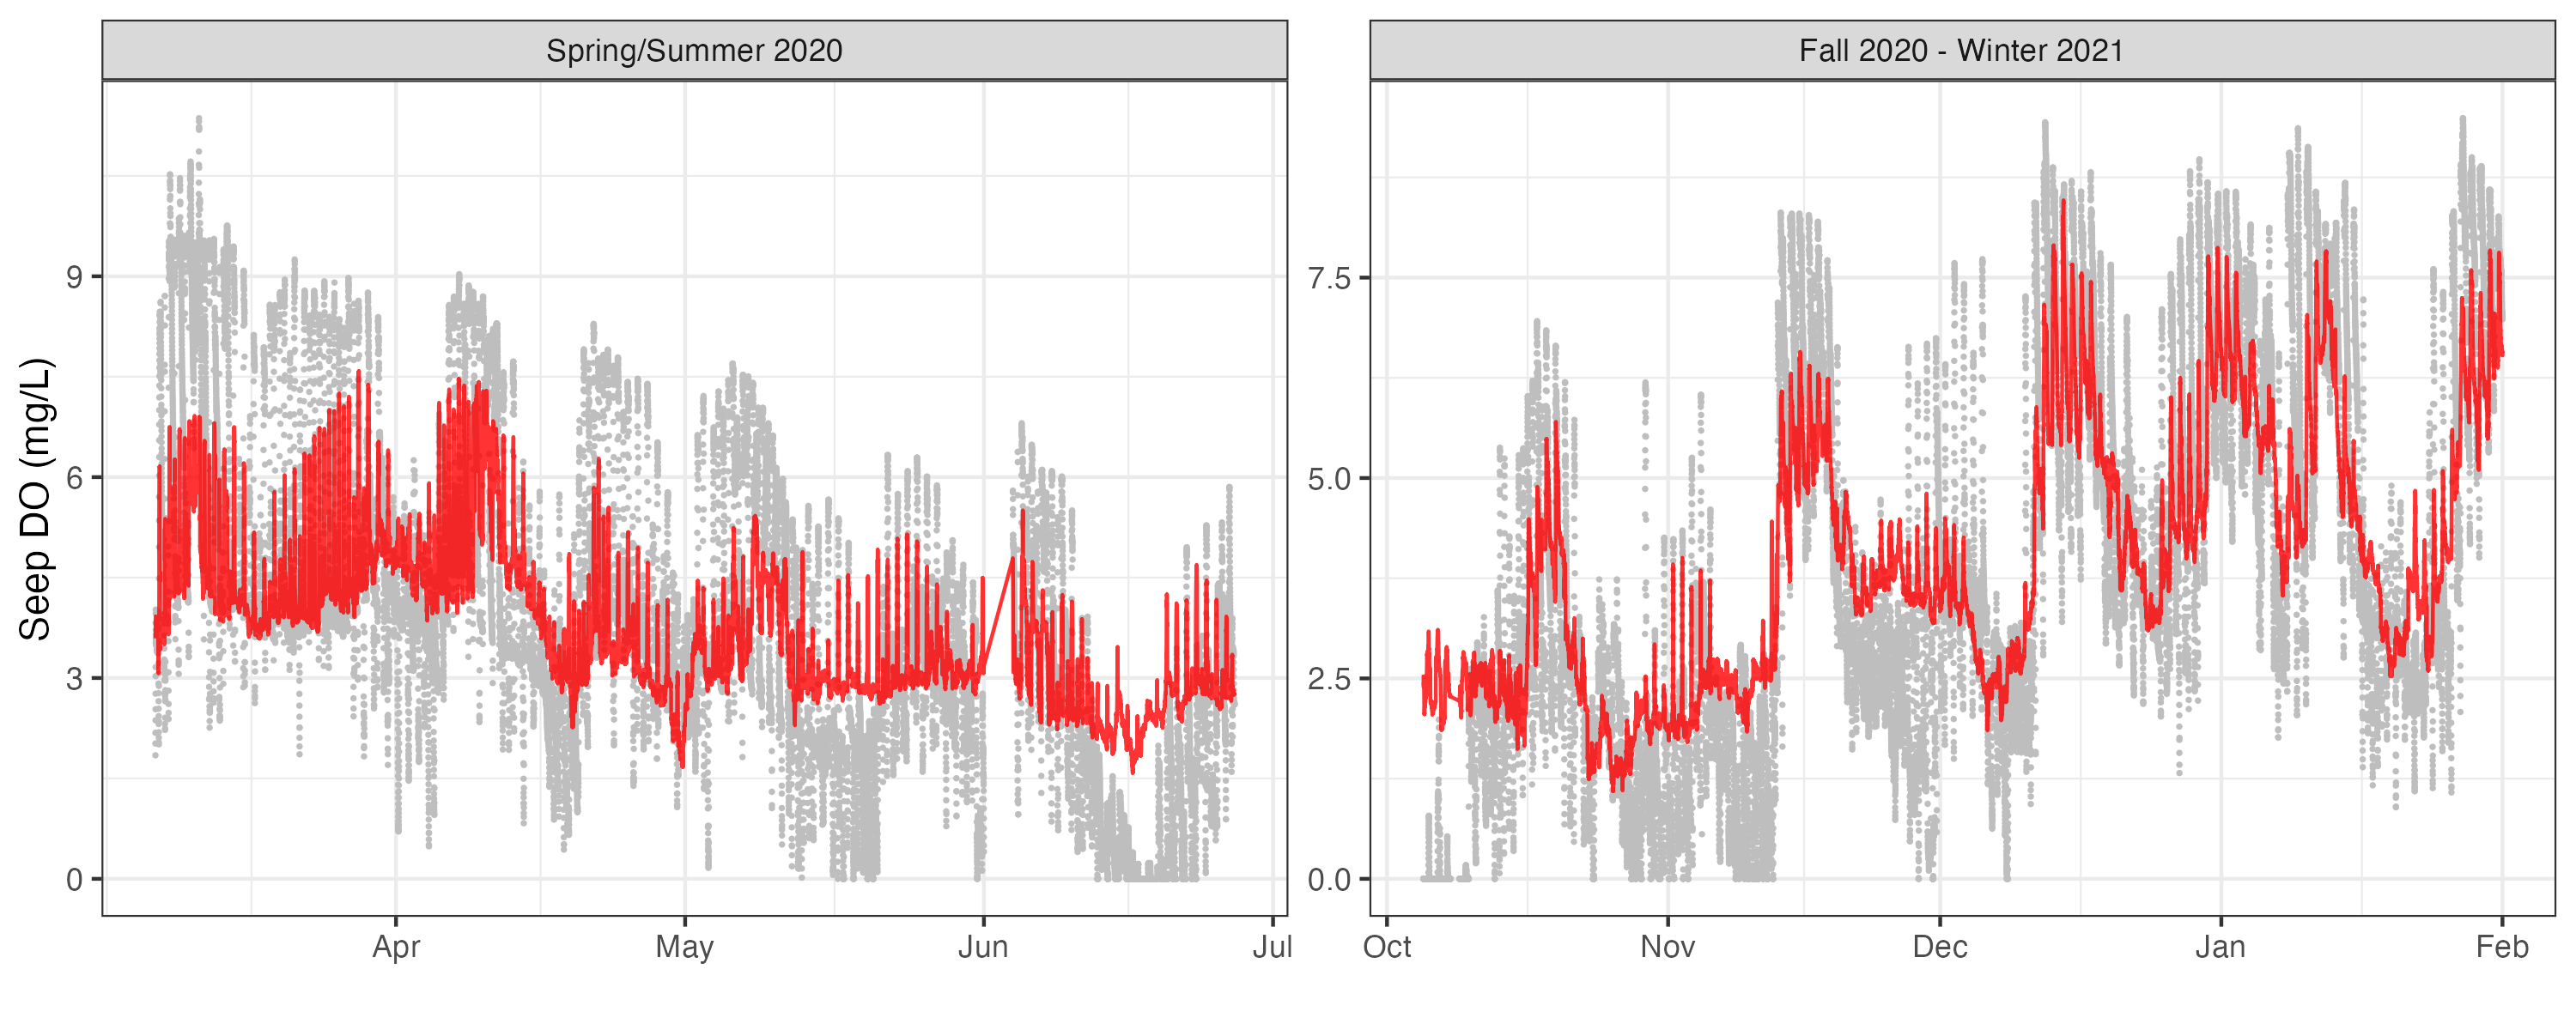 Spring/Summer 2020
Fall 2020 - Winter 2021
Seep DO (mg/L)
9
6
3
0
7.5
5.0
2.5
0.0
Apr
May
Jun
Jul
Oct
Nov
Dec
Jan
Feb